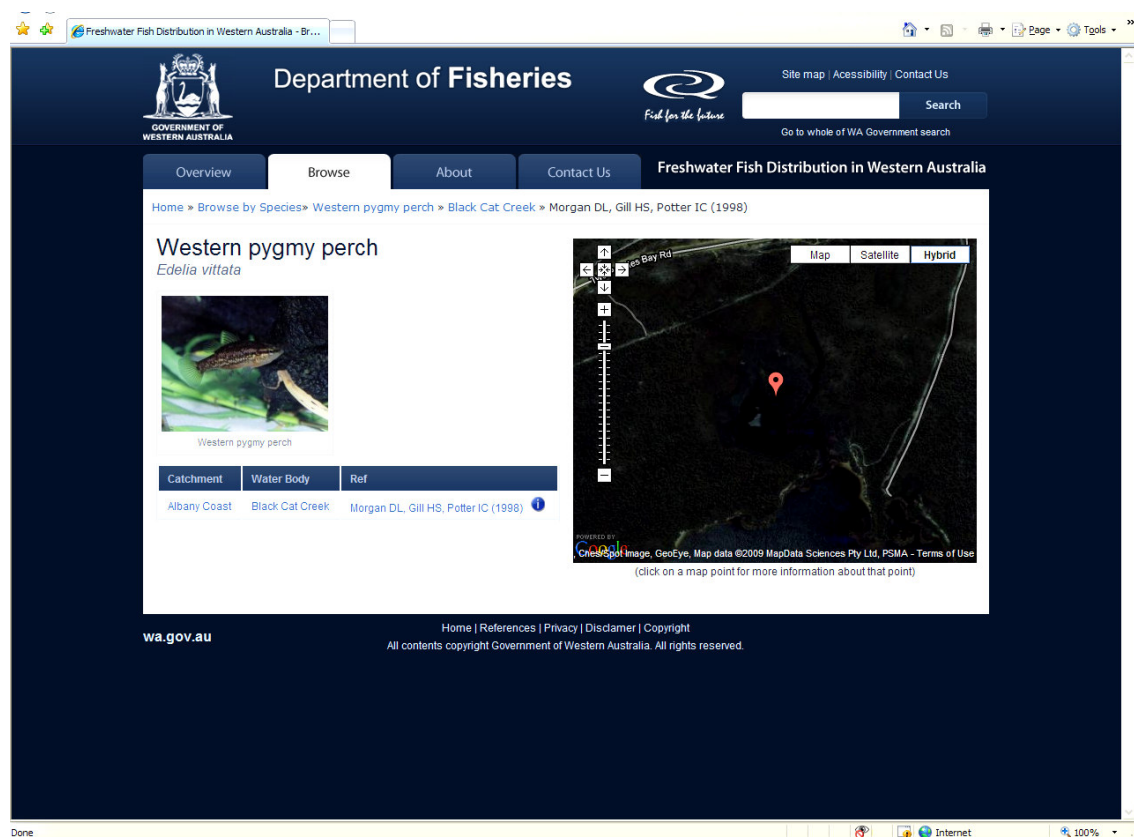 Freshwater Fish Distribution in Western Australia - Br...
Page
Tools
»
GOVERNMENT OF
WESTERN AUSTRALIA
Department of Fisheries
Fish for the future
Site map | Acessibility | Contact Us
Search
Go to whole of WA Government search
Overview
Browse
About
Contact Us
Freshwater Fish Distribution in Western Australia
Home » Browse by Species» Western pygmy perch » Black Cat Creek » Morgan DL, Gill HS, Potter IC (1998)
Western pygmy perch
Edelia vittata
Western pygmy perch
Catchment Water Body Ref
Albany Coast Black Cat Creek Morgan DL, Gill HS, Potter IC (1998) i
Bay Rd
Map
Satellite
Hybrid
POWERED BY
Google
Spot Image, GeoEye, Map data ©2009 MapData Sciences Pty Ltd, PSMA - Terms of Use
(click on a map point for more information about that point)
wa.gov.au
Home | References | Privacy | Disclamer | Copyright
All contents copyright Government of Western Australia. All rights reserved.
Done
Internet
100%